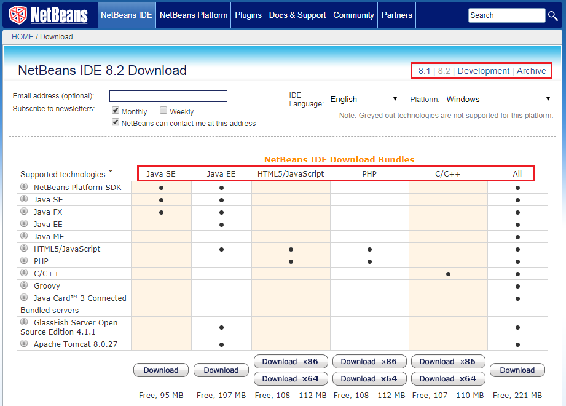 NetBeans
NetBeans IDE
NetBeans Platform
Plugins
Docs & Support
Community
Partners
Search
HOME / Download
NetBeans IDE 8.2 Download
8.1 | 8.2 | Development | Archive
Email address (optional):
IDE Language:
English
Platform:
Windows
Subscribe to newsletters:
Monthly
Weekly
NetBeans can contact me at this address
Note: Greyed out technologies are not supported for this platform.
NetBeans IDE Download Bundles
Supported technologies *
Java SE
Java EE
HTML5/JavaScript
PHP
C/C++
All
NetBeans Platform SDK
Java SE
Java FX
Java EE
Java ME
HTML5/JavaScript
PHP
C/C++
Groovy
Java Card™ 3 Connected
Bundled servers
GlassFish Server Open
Source Edition 4.1.1
Apache Tomcat 8.0.27
Download
Download
Download x86
Download x64
Download x86
Download x64
Download x86
Download x64
Download
Free, 95 MB
Free, 197 MB
Free, 108 - 112 MB
Free, 108 - 112 MB
Free, 107 - 110 MB
Free, 221 MB